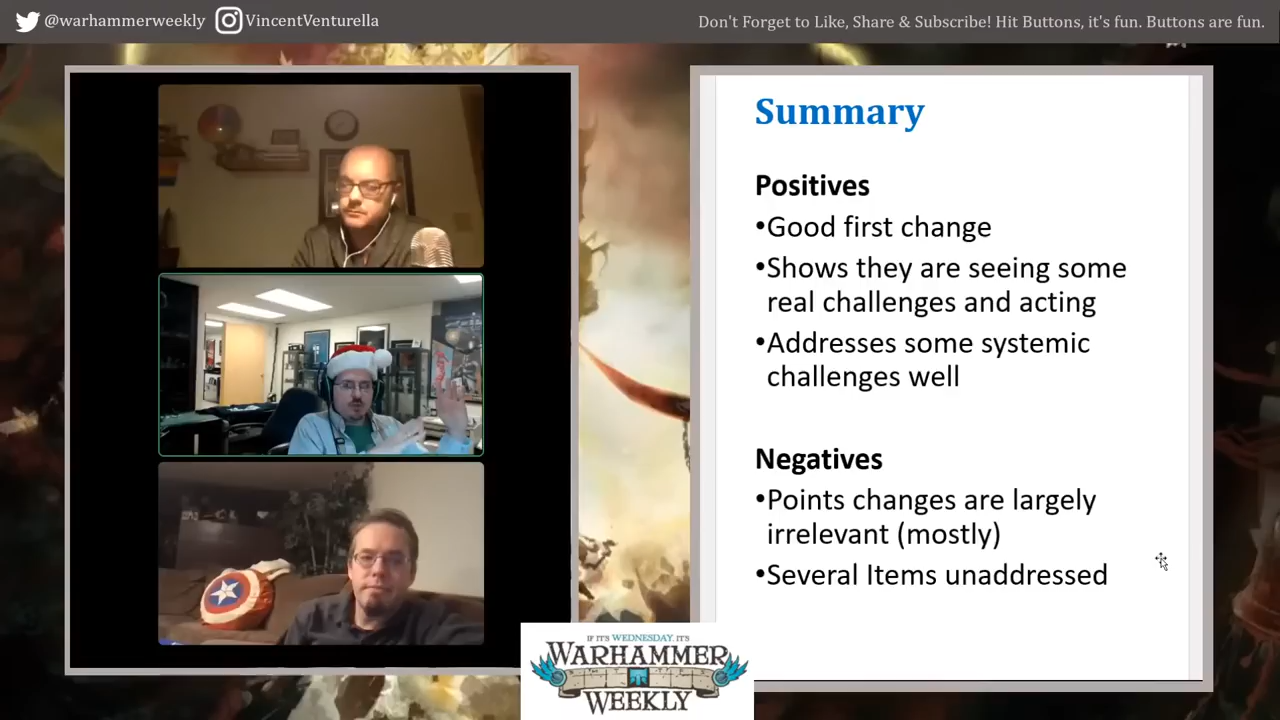 @warhammerweekly
VincentVenturella
Don't Forget to Like, Share & Subscribe! Hit Buttons, it's fun. Buttons are fun.
Summary
Positives
•Good first change
•Shows they are seeing some
real challenges and acting
•Addresses some systemic
challenges well
Negatives
•Points changes are largely
irrelevant (mostly)
•Several Items unaddressed
IF IT'S WEDNESDAY, IT'S
WARHAMMER
WEEKLY